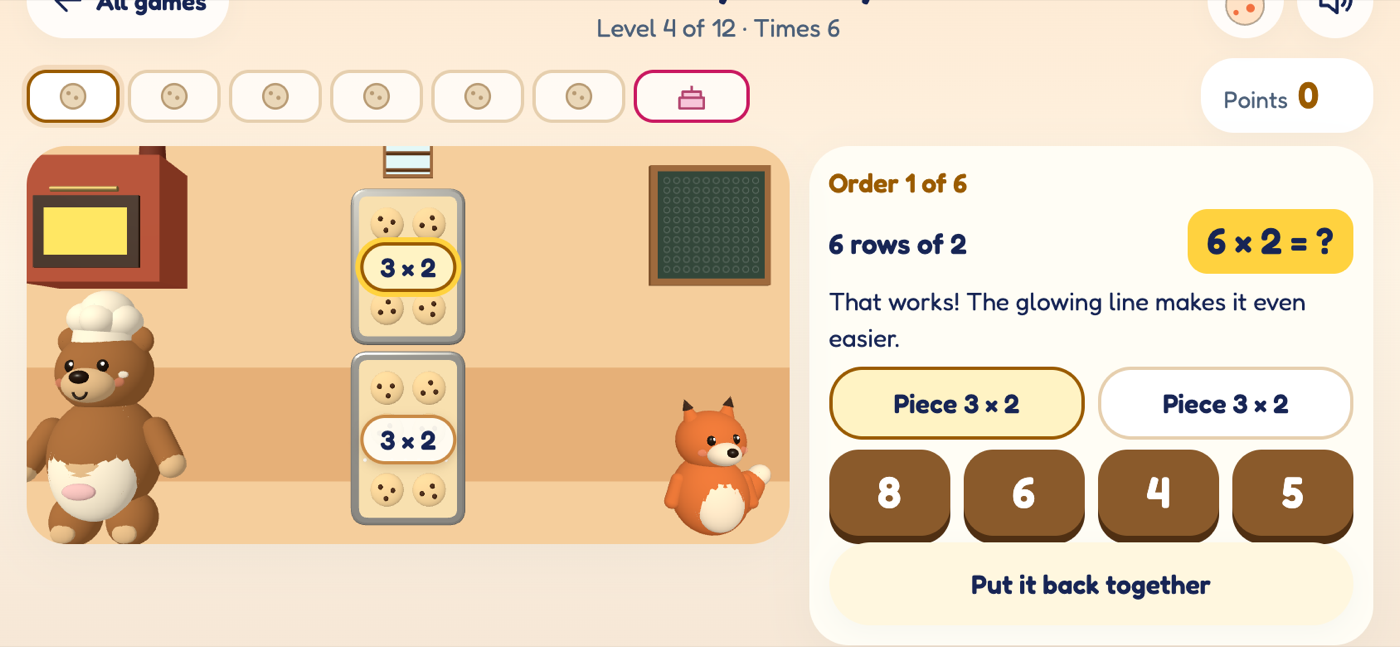 All games
Level 4 of 12 · Times 6
Points 0
3 × 2
3 × 2
Order 1 of 6
6 rows of 2
6 × 2 = ?
That works! The glowing line makes it even
easier.
Piece 3 × 2
Piece 3 × 2
8
6
4
5
Put it back together